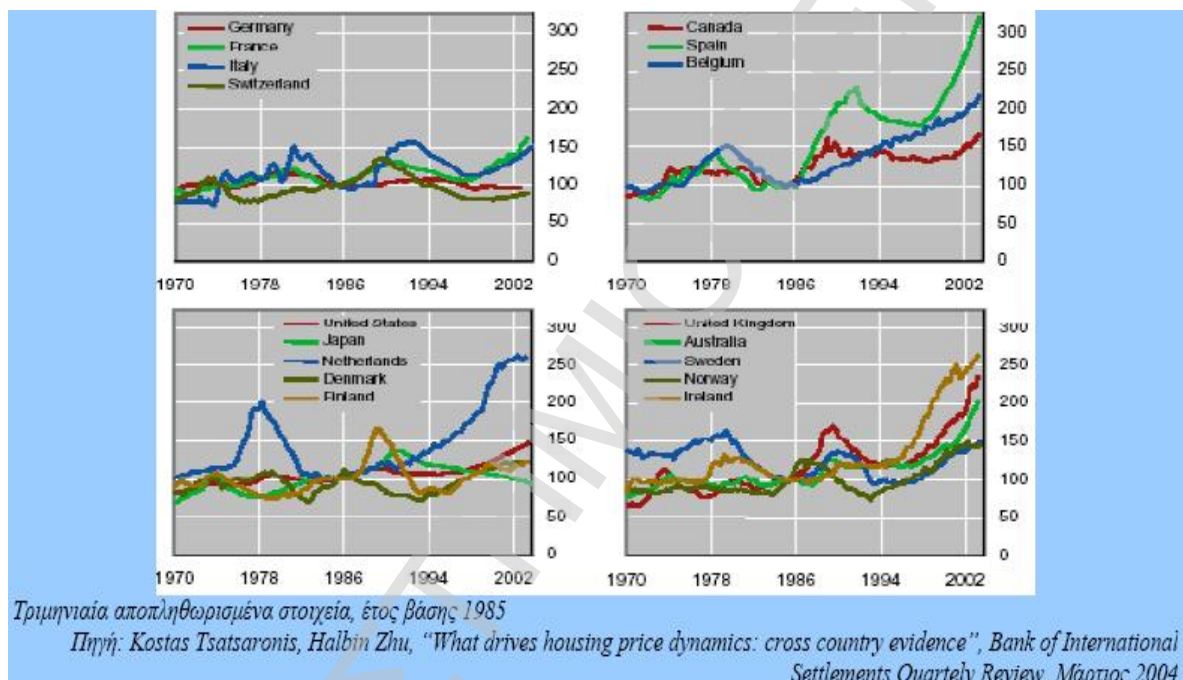 Germany
France
Italy
Switzerland
300
250
200
150
100
50
0
1970 1978 1986 1994 2002
Canada
Spain
Belgium
300
250
200
150
100
50
0
1970 1978 1986 1994 2002
United States
Japan
Netherlands
Denmark
Finland
300
250
200
150
100
50
0
1970 1978 1986 1994 2002
United Kingdom
Australia
Sweden
Norway
Ireland
300
250
200
150
100
50
0
1970 1978 1986 1994 2002
Τριμηνιαία αποπληθωρισμένα στοιχεία, έτος βάσης 1985
Πηγή: Kostas Tsatsaronis, Halbin Zhu, “What drives housing price dynamics: cross country evidence”, Bank of International
Settlements Quartely Review, Μάρτιος 2004